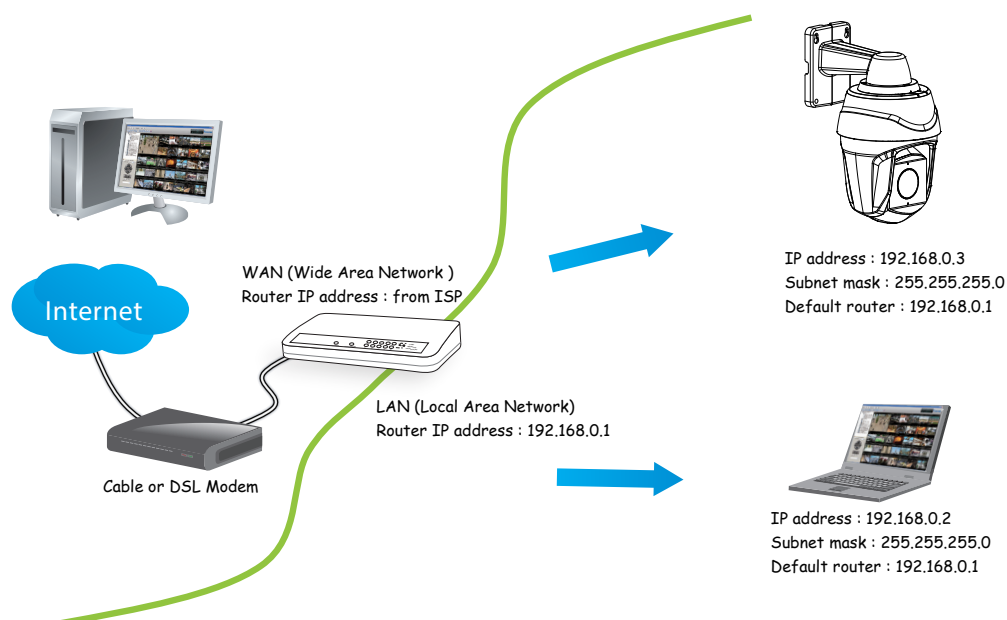 IP address : 192.168.0.3
Subnet mask : 255.255.255.0
Default router : 192.168.0.1
WAN (Wide Area Network )
Router IP address : from ISP
Internet
LAN (Local Area Network)
Router IP address : 192.168.0.1
Cable or DSL Modem
IP address : 192.168.0.2
Subnet mask : 255.255.255.0
Default router : 192.168.0.1